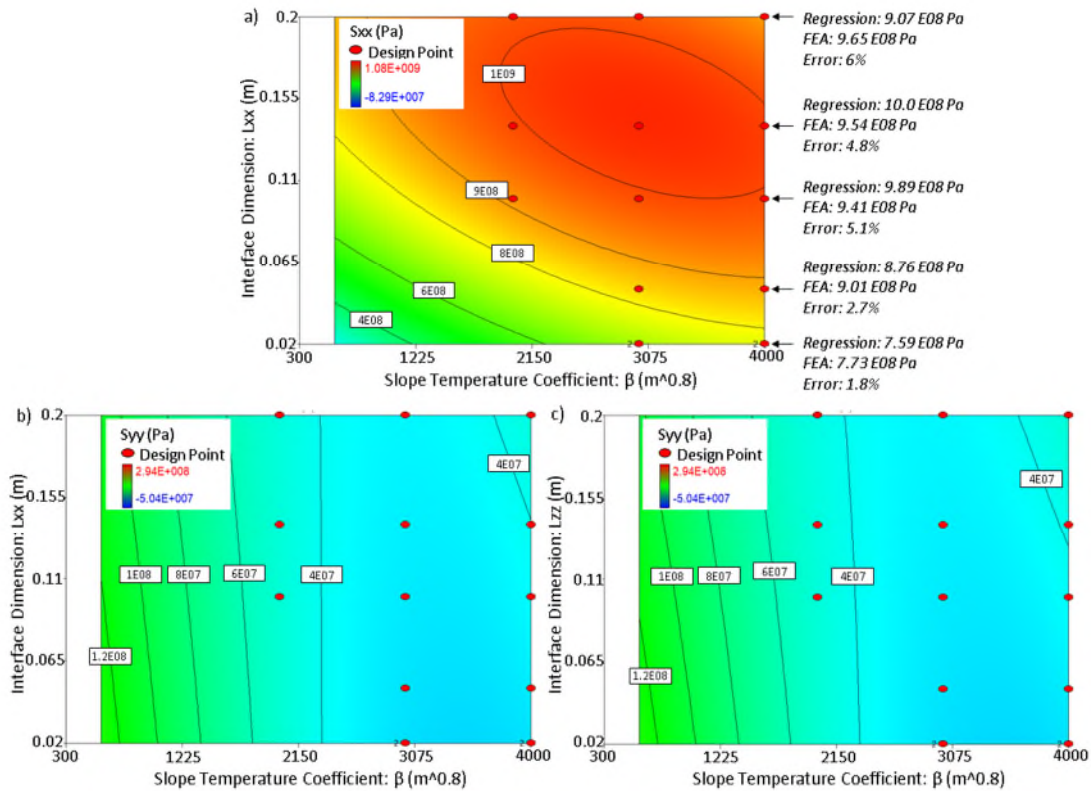 a)
Sxx (Pa)
Design Point
1.08E+009
-8.29E+007
1E09
9E08
8E08
6E08
4E08
0.2
0.155
0.11
0.065
0.02
Interface Dimension: Lxx (m)
300
1225
2150
3075
4000
Slope Temperature Coefficient: β (m^0.8)
Regression: 9.07 E08 Pa
FEA: 9.65 E08 Pa
Error: 6%
Regression: 10.0 E08 Pa
FEA: 9.54 E08 Pa
Error: 4.8%
Regression: 9.89 E08 Pa
FEA: 9.41 E08 Pa
Error: 5.1%
Regression: 8.76 E08 Pa
FEA: 9.01 E08 Pa
Error: 2.7%
Regression: 7.59 E08 Pa
FEA: 7.73 E08 Pa
Error: 1.8%
b)
Syy (Pa)
Design Point
2.94E+008
-5.04E+007
1.2E08
1E08
8E07
6E07
4E07
4E07
0.2
0.155
0.11
0.065
0.02
Interface Dimension: Lxx (m)
300
1225
2150
3075
4000
Slope Temperature Coefficient: β (m^0.8)
c)
Syy (Pa)
Design Point
2.94E+008
-5.04E+007
1.2E08
1E08
8E07
6E07
4E07
4E07
0.2
0.155
0.11
0.065
0.02
Interface Dimension: Lzz (m)
300
1225
2150
3075
4000
Slope Temperature Coefficient: β (m^0.8)